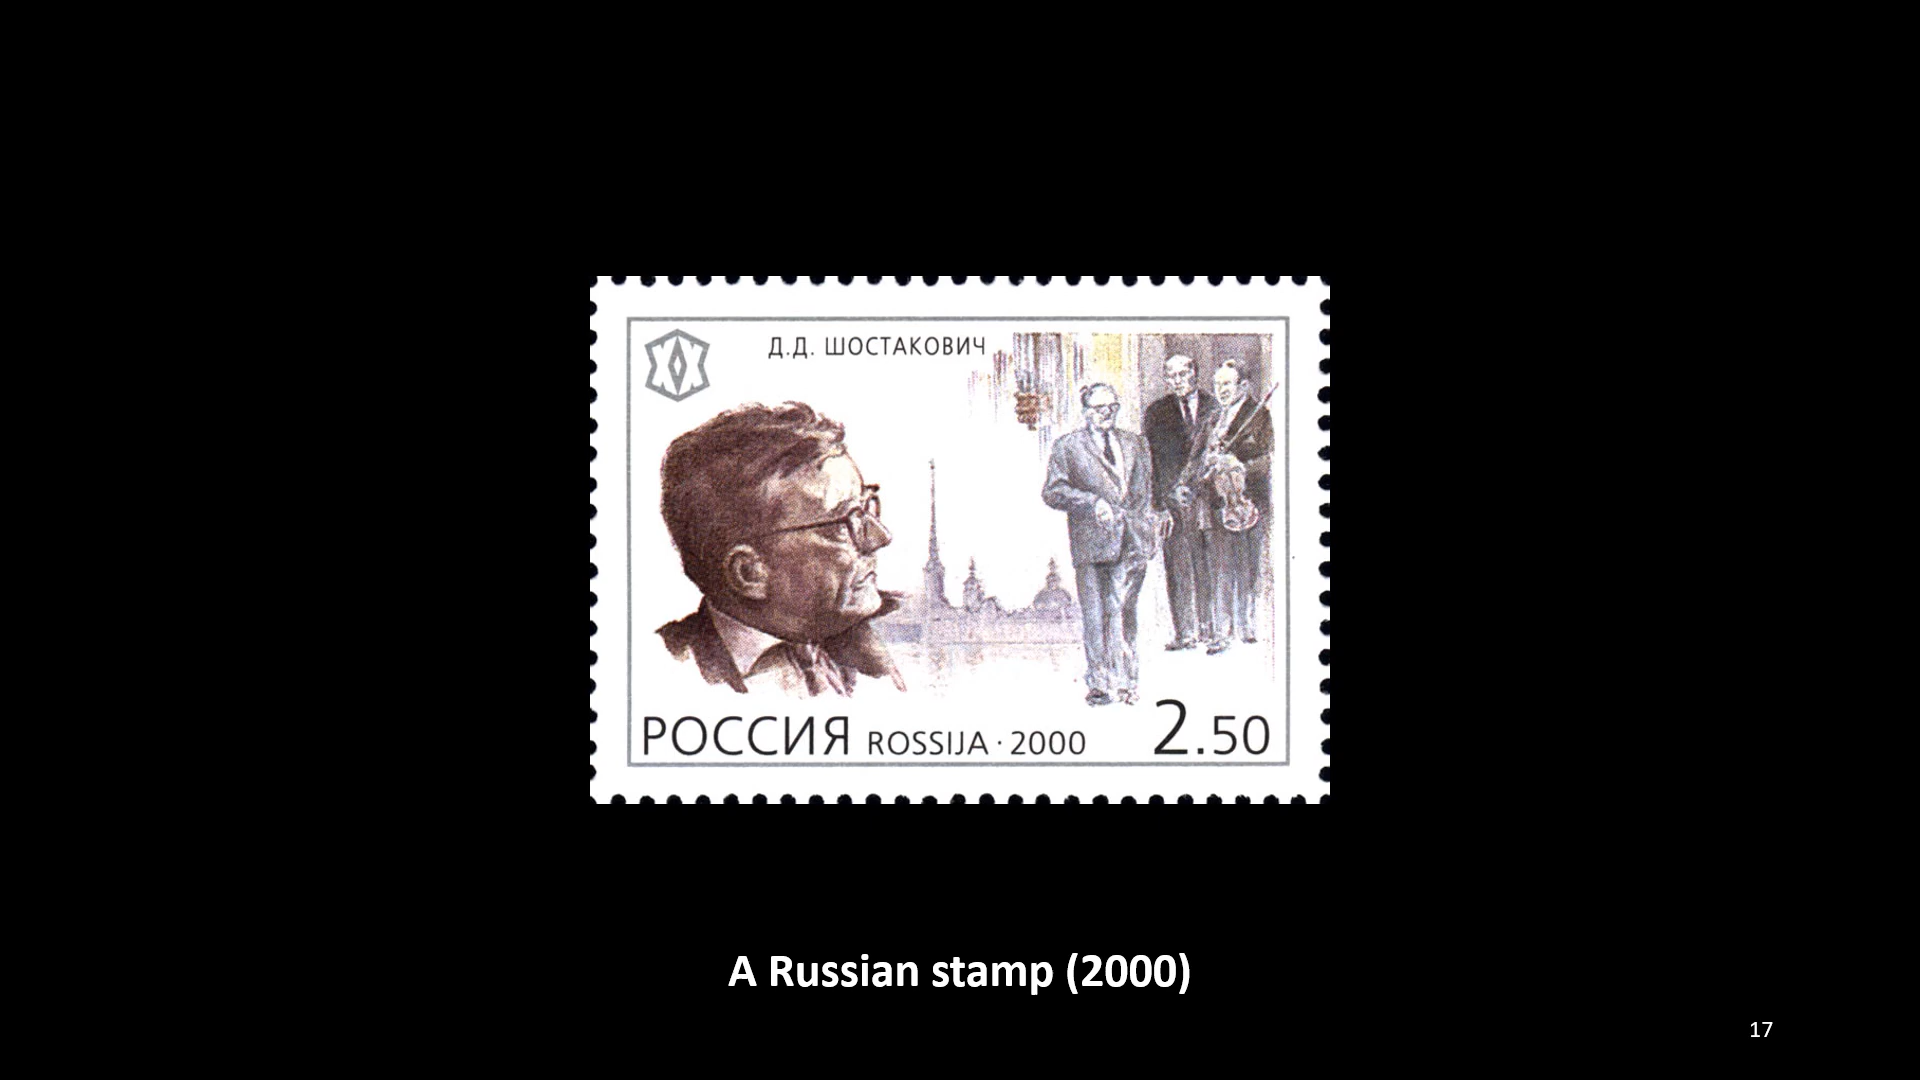 Д.Д. ШОСТАКОВИЧ
РОССИЯ ROSSIJA · 2000 2.50
A Russian stamp (2000)
17